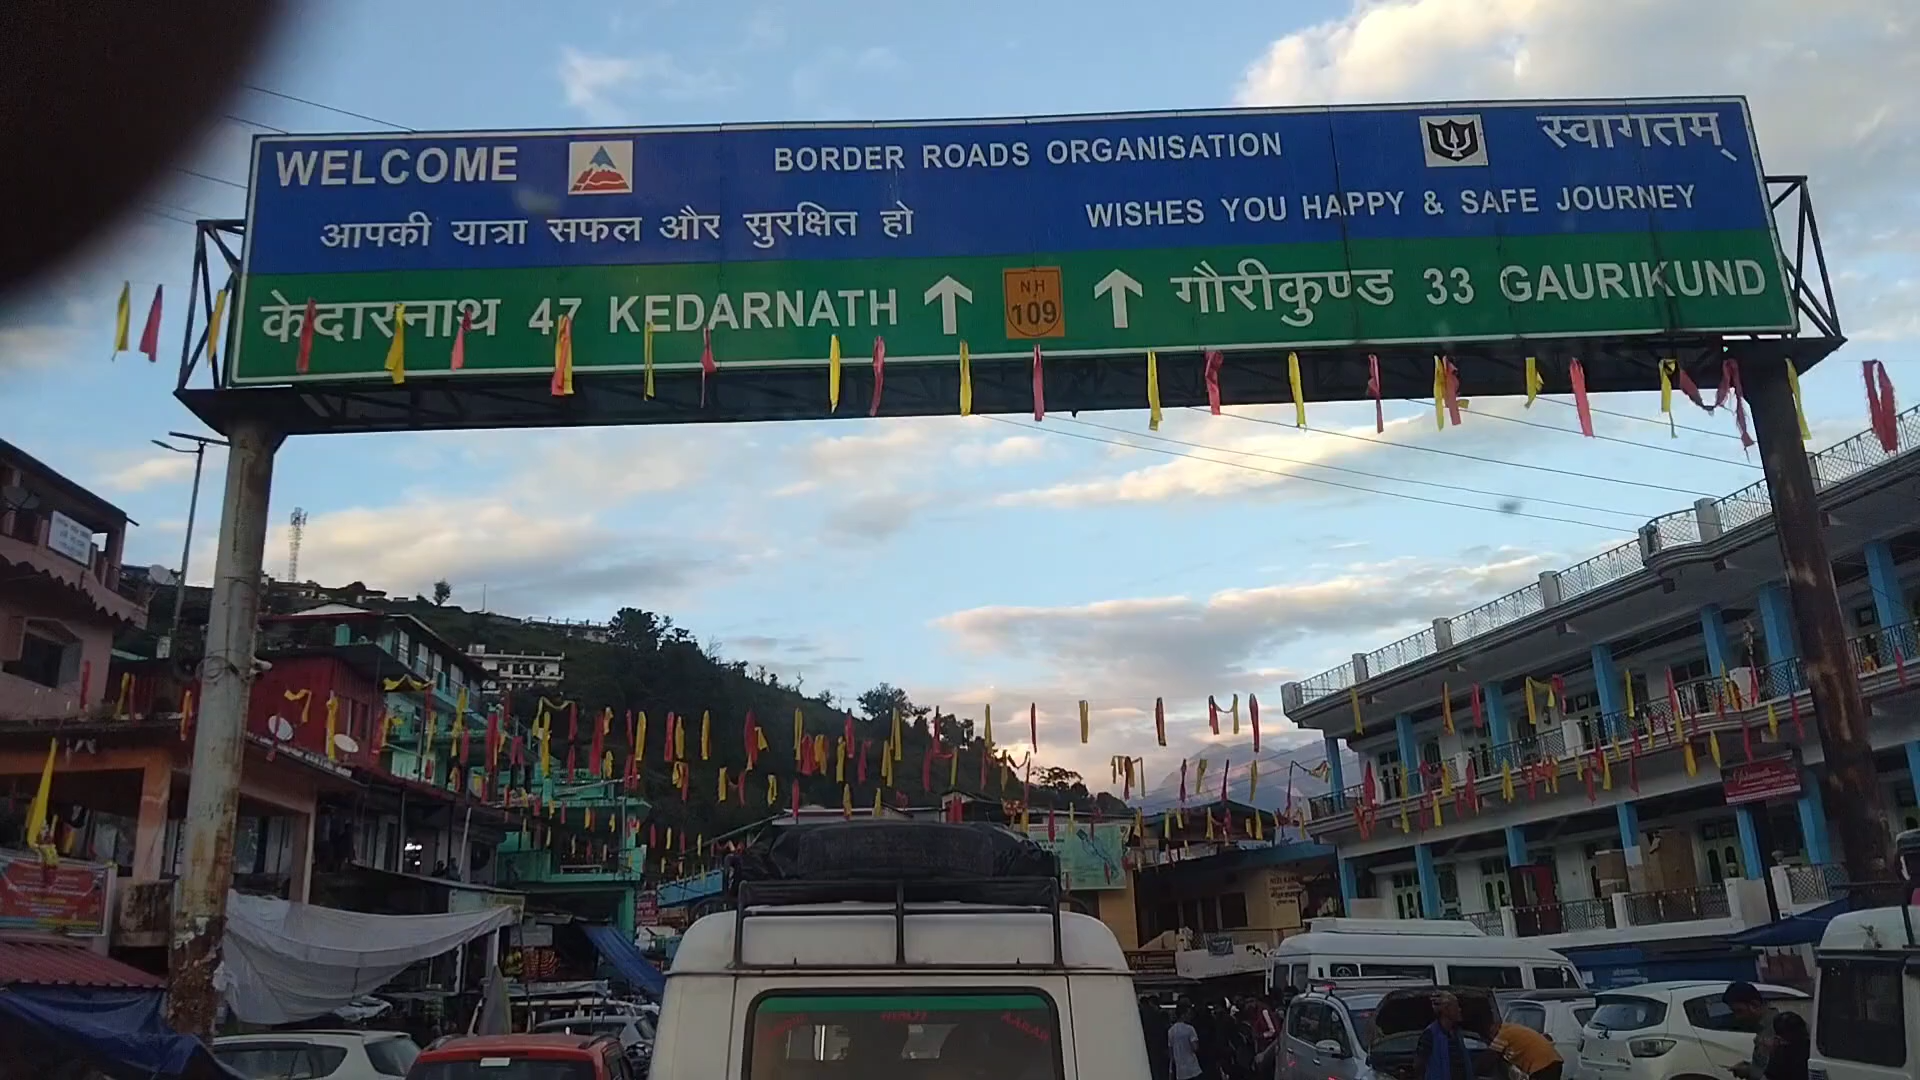 WELCOME BORDER ROADS ORGANISATION स्वागतम्
आपकी यात्रा सफल और सुरक्षित हो WISHES YOU HAPPY & SAFE JOURNEY
केदारनाथ 47 KEDARNATH NH 109 गौरीकुण्ड 33 GAURIKUND